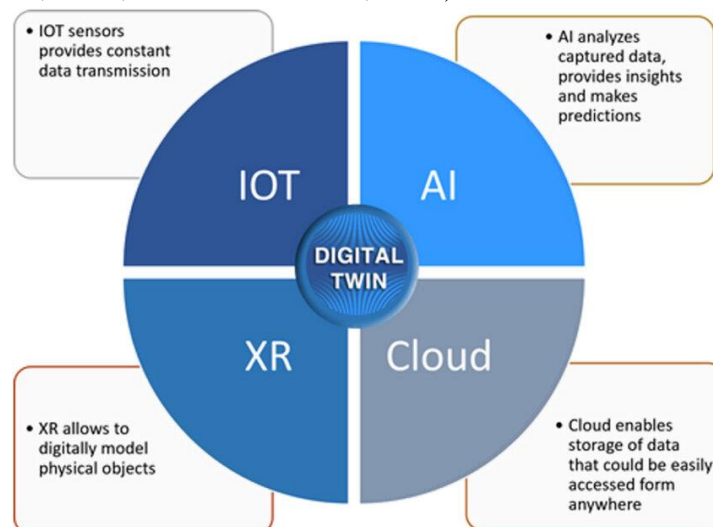 • IOT sensors
provides constant
data transmission
• AI analyzes
captured data,
provides insights
and makes
predictions
IOT
AI
DIGITAL
TWIN
XR
Cloud
• XR allows to
digitally model
physical objects
• Cloud enables
storage of data
that could be easily
accessed form
anywhere